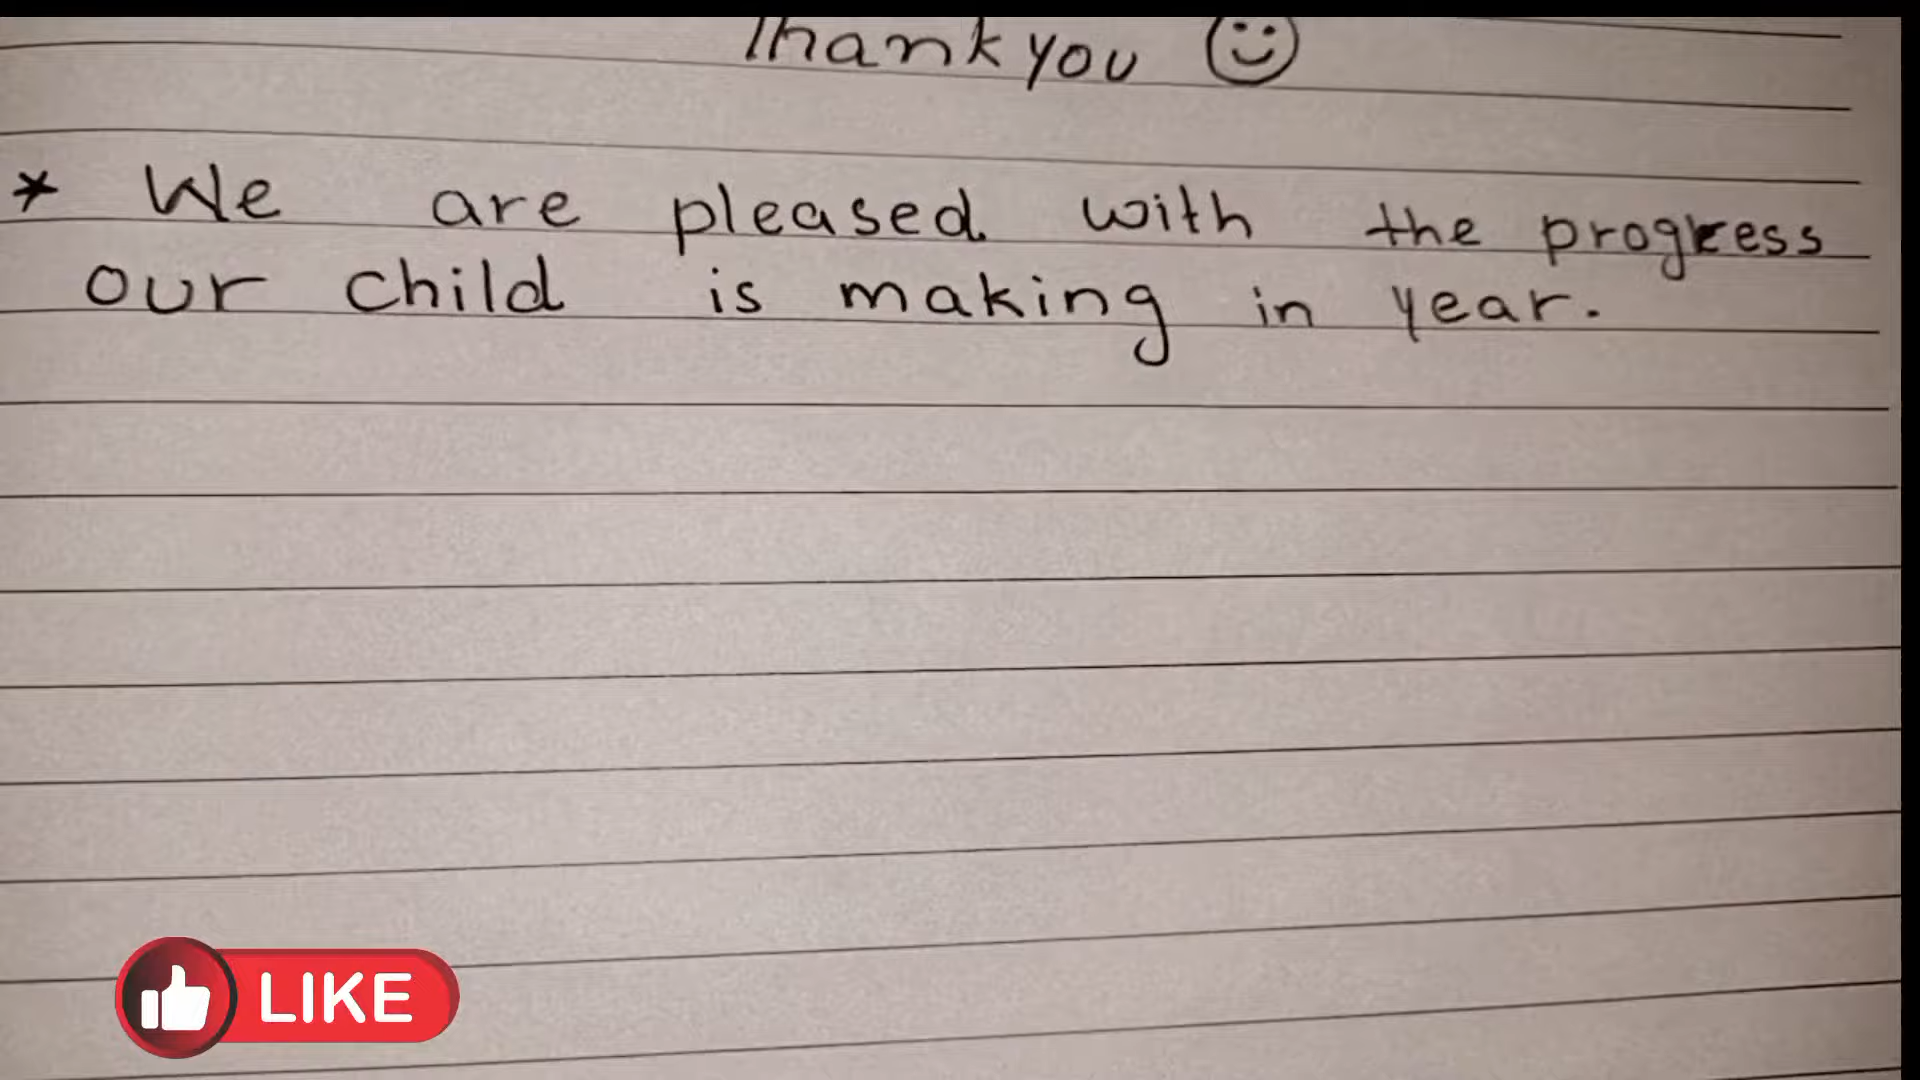 Thank you ☺
* We are pleased with the progress
our child is making in year.
LIKE